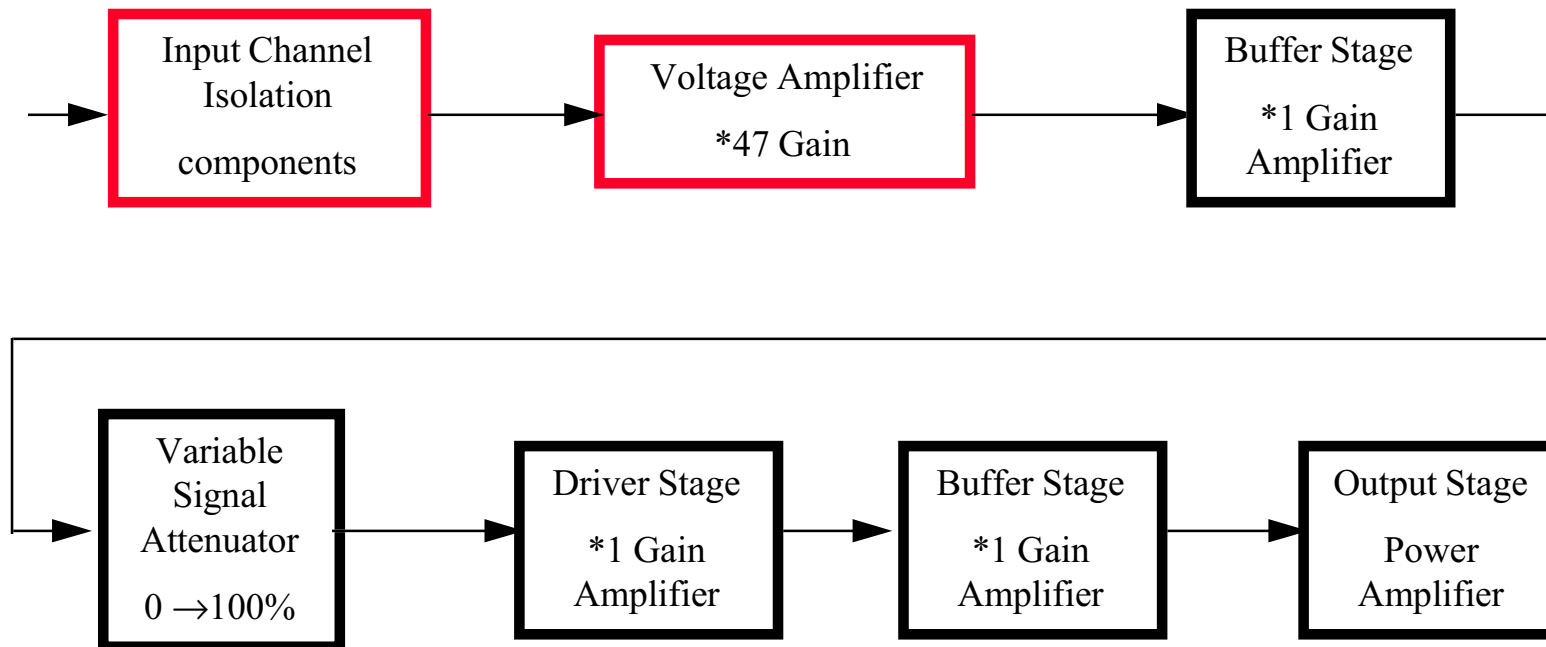 Input Channel
Isolation
components
Voltage Amplifier
*47 Gain
Buffer Stage
*1 Gain
Amplifier
Variable
Signal
Attenuator
0 →100%
Driver Stage
*1 Gain
Amplifier
Buffer Stage
*1 Gain
Amplifier
Output Stage
Power
Amplifier